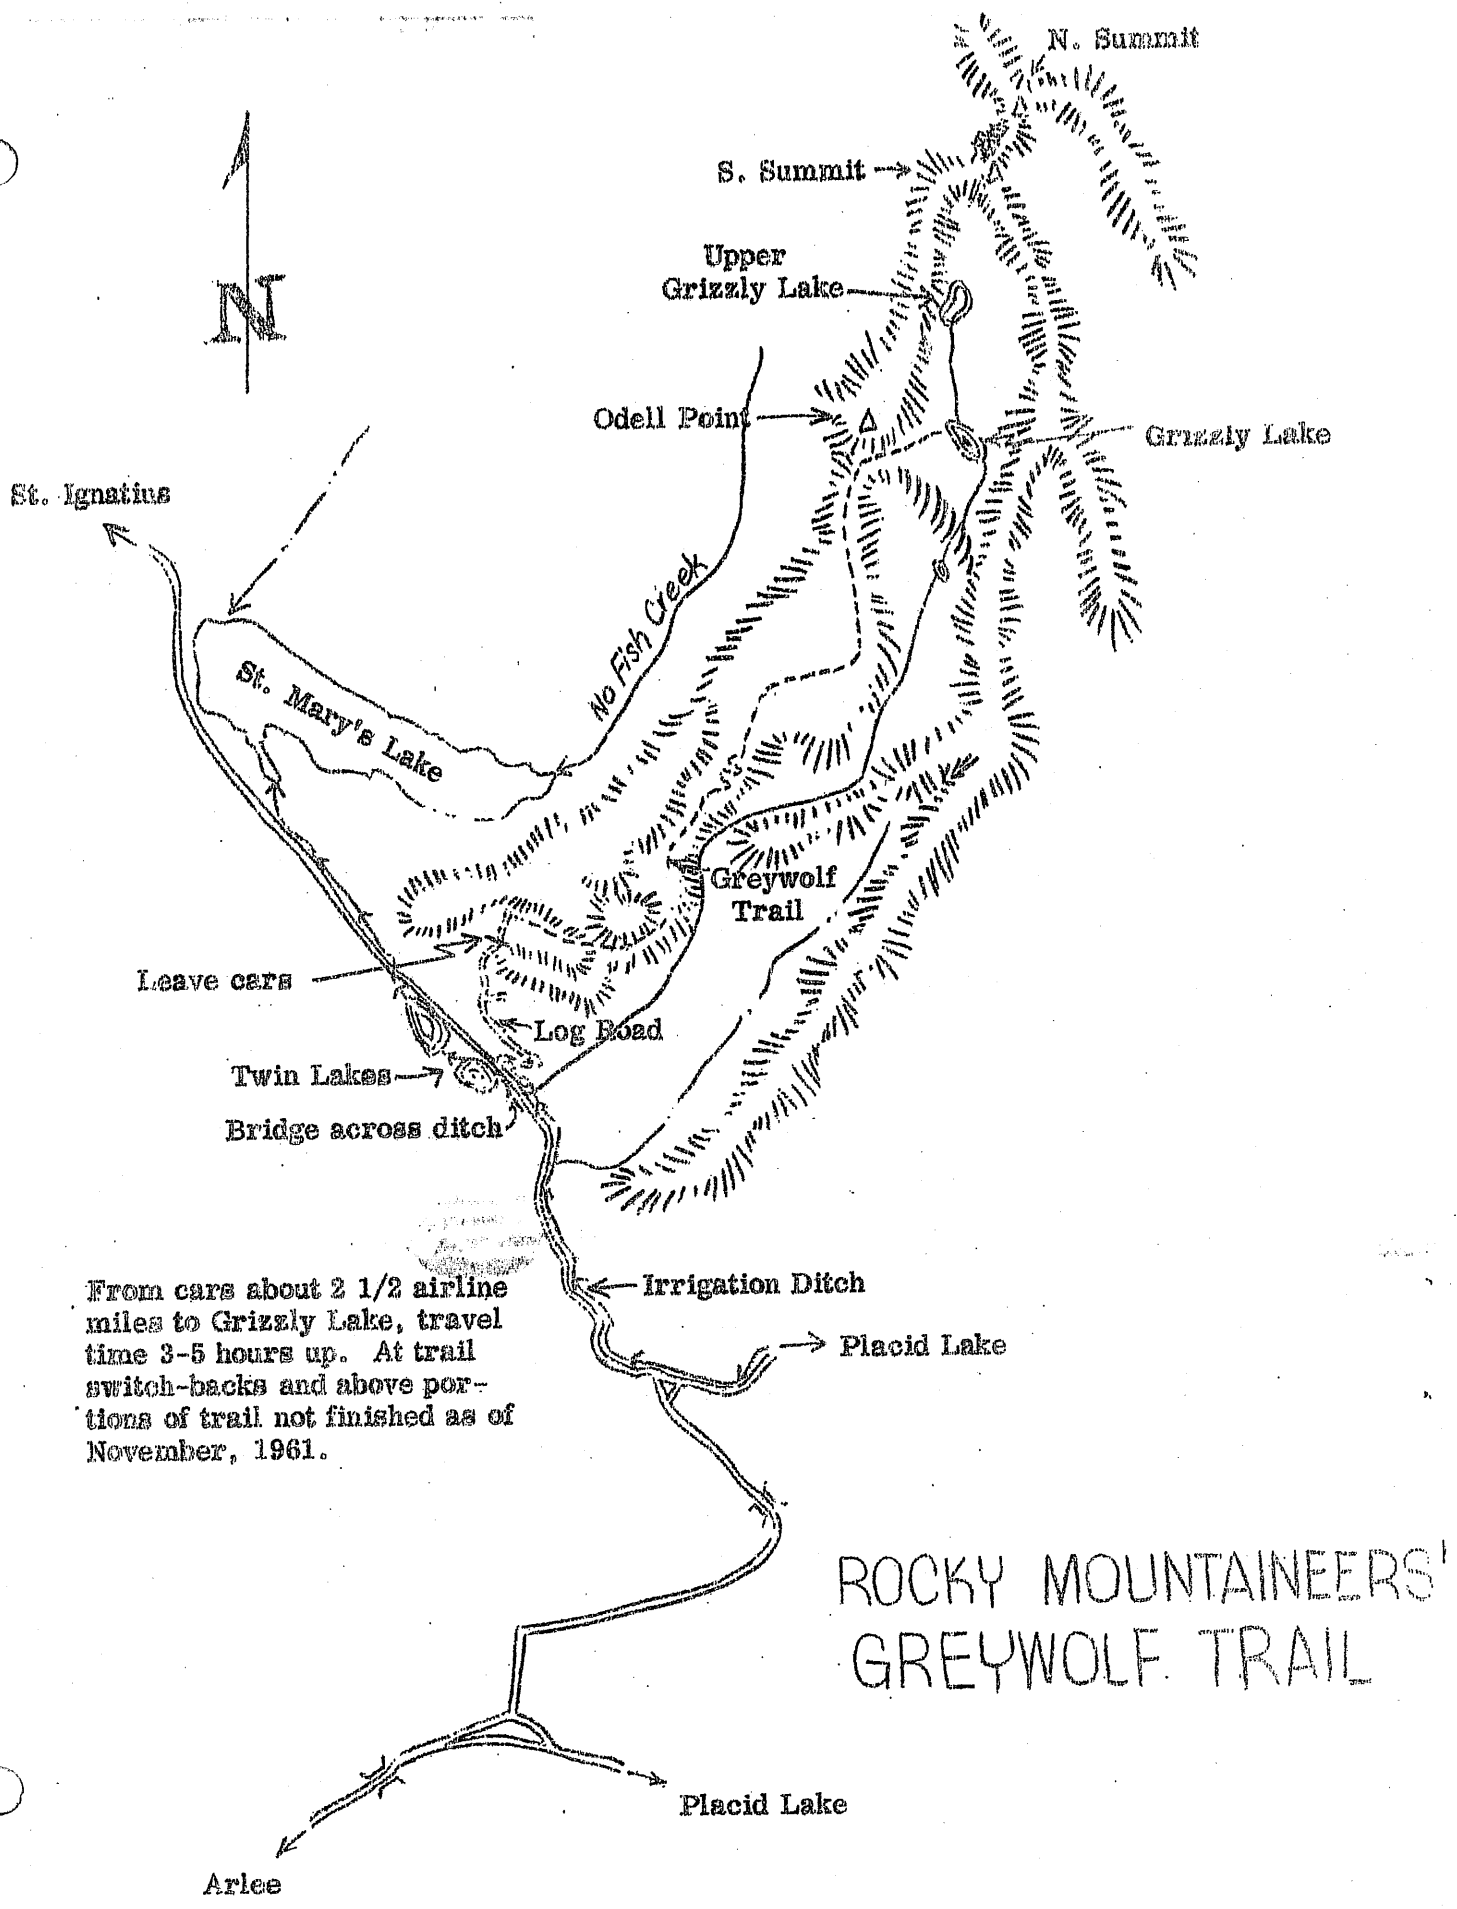 N. Summit
S. Summit
Upper
Grizzly Lake
Odell Point
Grizzly Lake
N
St. Ignatius
No Fish Creek
St. Mary's Lake
Greywolf
Trail
Leave cars
Log Road
Twin Lakes
Bridge across ditch
From cars about 2 1/2 airline
miles to Grizzly Lake, travel
time 3-5 hours up. At trail
switch-backs and above por-
tions of trail not finished as of
November, 1961.
Irrigation Ditch
Placid Lake
ROCKY MOUNTAINEERS'
GREYWOLF TRAIL
Placid Lake
Arlee